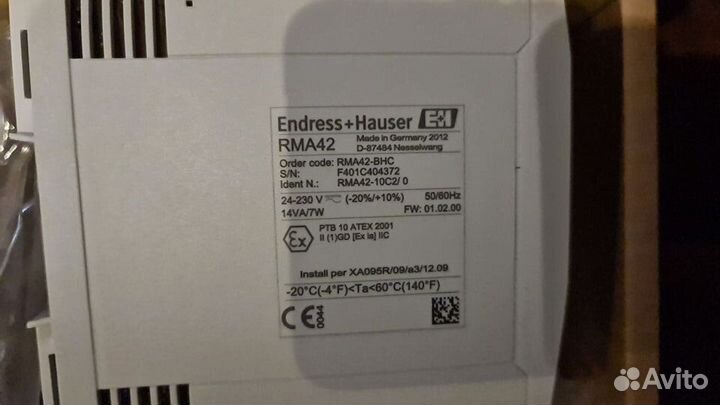 Endress+Hauser E+H
RMA42 Made in Germany 2012
D-87484 Nesselwang
Order code: RMA42-BHC
S/N: F401C404372
Ident N.: RMA42-10C2/ 0
24-230 V (-20%/+10%) 50/60Hz
14VA/7W FW: 01.02.00
Ex PTB 10 ATEX 2001
II (1)GD [Ex ia] IIC
Install per XA095R/09/a3/12.09
-20°C(-4°F)<Ta<60°C(140°F)
CE 0044
Avito